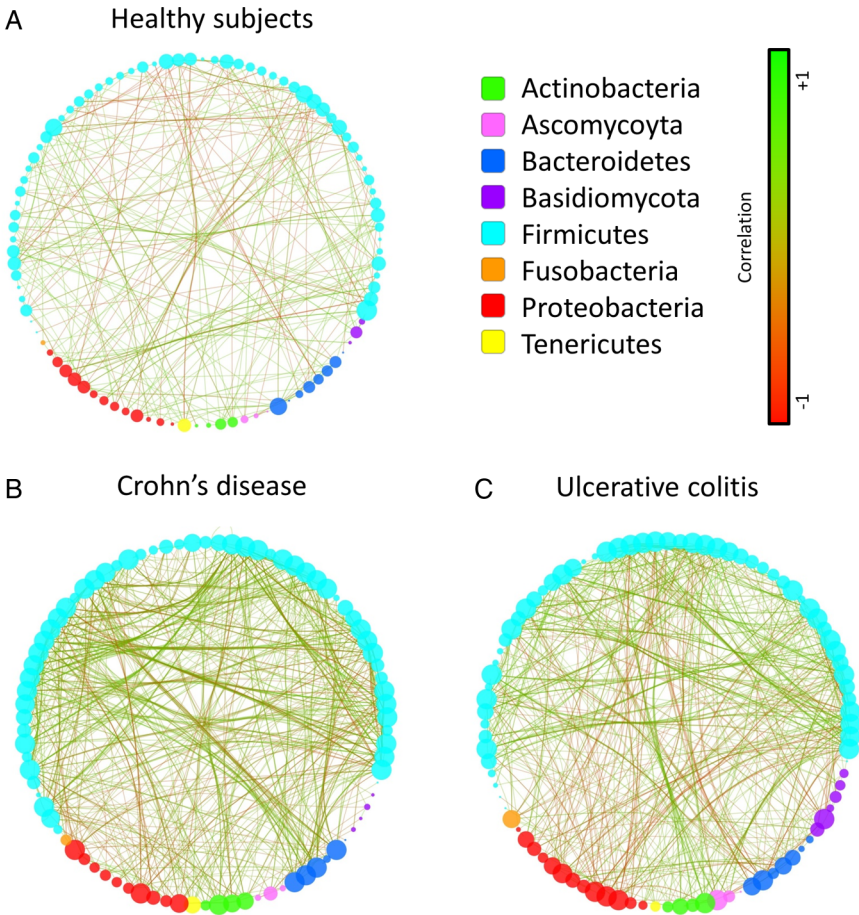 A
Healthy subjects
Actinobacteria
Ascomycoyta
Bacteroidetes
Basidiomycota
Firmicutes
Fusobacteria
Proteobacteria
Tenericutes
Correlation
+1
-1
B
Crohn’s disease
C
Ulcerative colitis